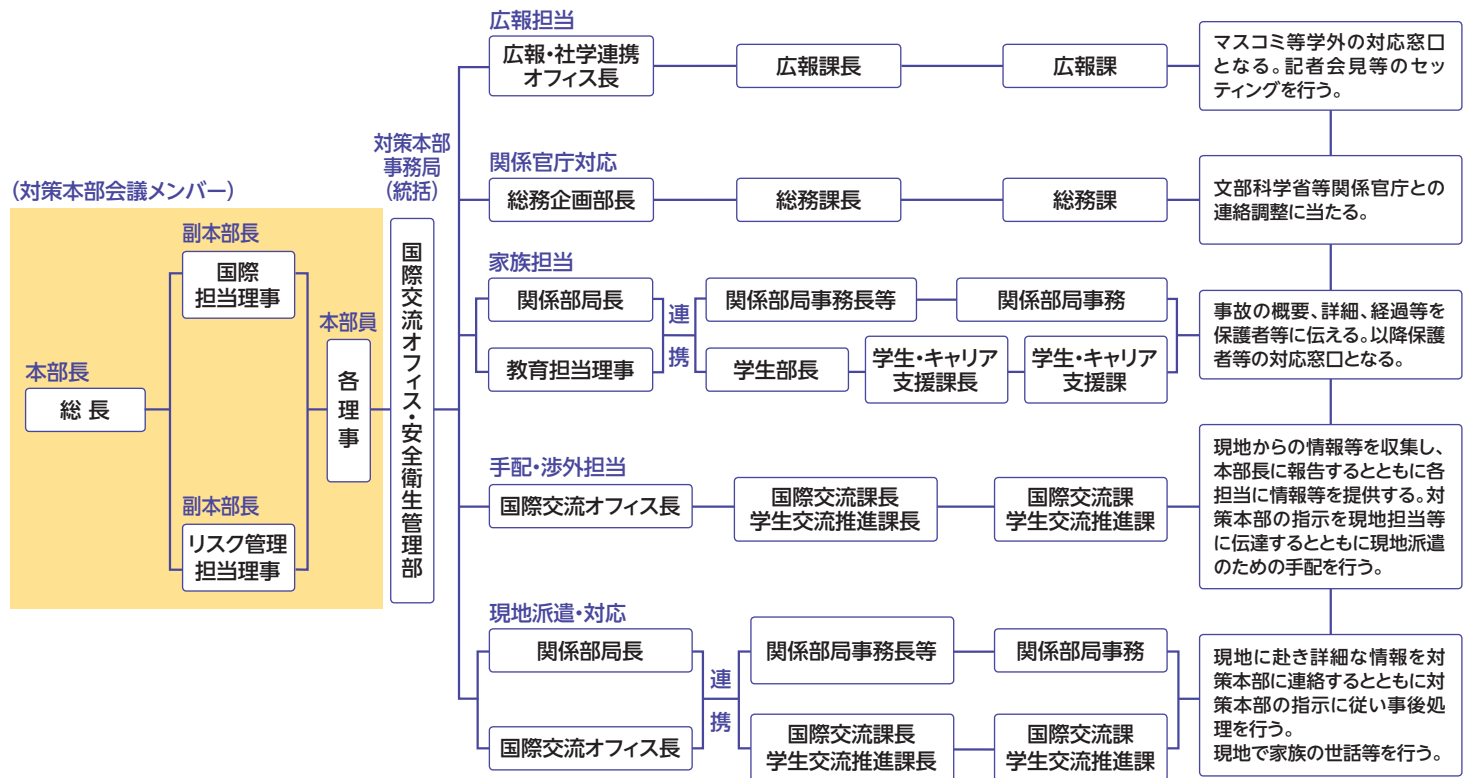 (対策本部会議メンバー)
本部長
総 長
副本部長
国際
担当理事
副本部長
リスク管理
担当理事
本部員
各理事
対策本部
事務局
(統括)
国際交流オフィス・安全衛生管理部
広報担当
広報・社学連携
オフィス長
広報課長
広報課
マスコミ等学外の対応窓口
となる。記者会見等のセッ
ティングを行う。
関係官庁対応
総務企画部長
総務課長
総務課
文部科学省等関係官庁との
連絡調整に当たる。
家族担当
関係部局長
教育担当理事
連携
関係部局事務長等
関係部局事務
学生部長
学生・キャリア
支援課長
学生・キャリア
支援課
事故の概要、詳細、経過等を
保護者等に伝える。以降保護
者等の対応窓口となる。
手配・渉外担当
国際交流オフィス長
国際交流課長
学生交流推進課長
国際交流課
学生交流推進課
現地からの情報等を収集し、
本部長に報告するとともに各
担当に情報等を提供する。対
策本部の指示を現地担当等
に伝達するとともに現地派遣
のための手配を行う。
現地派遣・対応
関係部局長
国際交流オフィス長
連携
関係部局事務長等
関係部局事務
国際交流課長
学生交流推進課長
国際交流課
学生交流推進課
現地に赴き詳細な情報を対
策本部に連絡するとともに対
策本部の指示に従い事後処
理を行う。
現地で家族の世話等を行う。